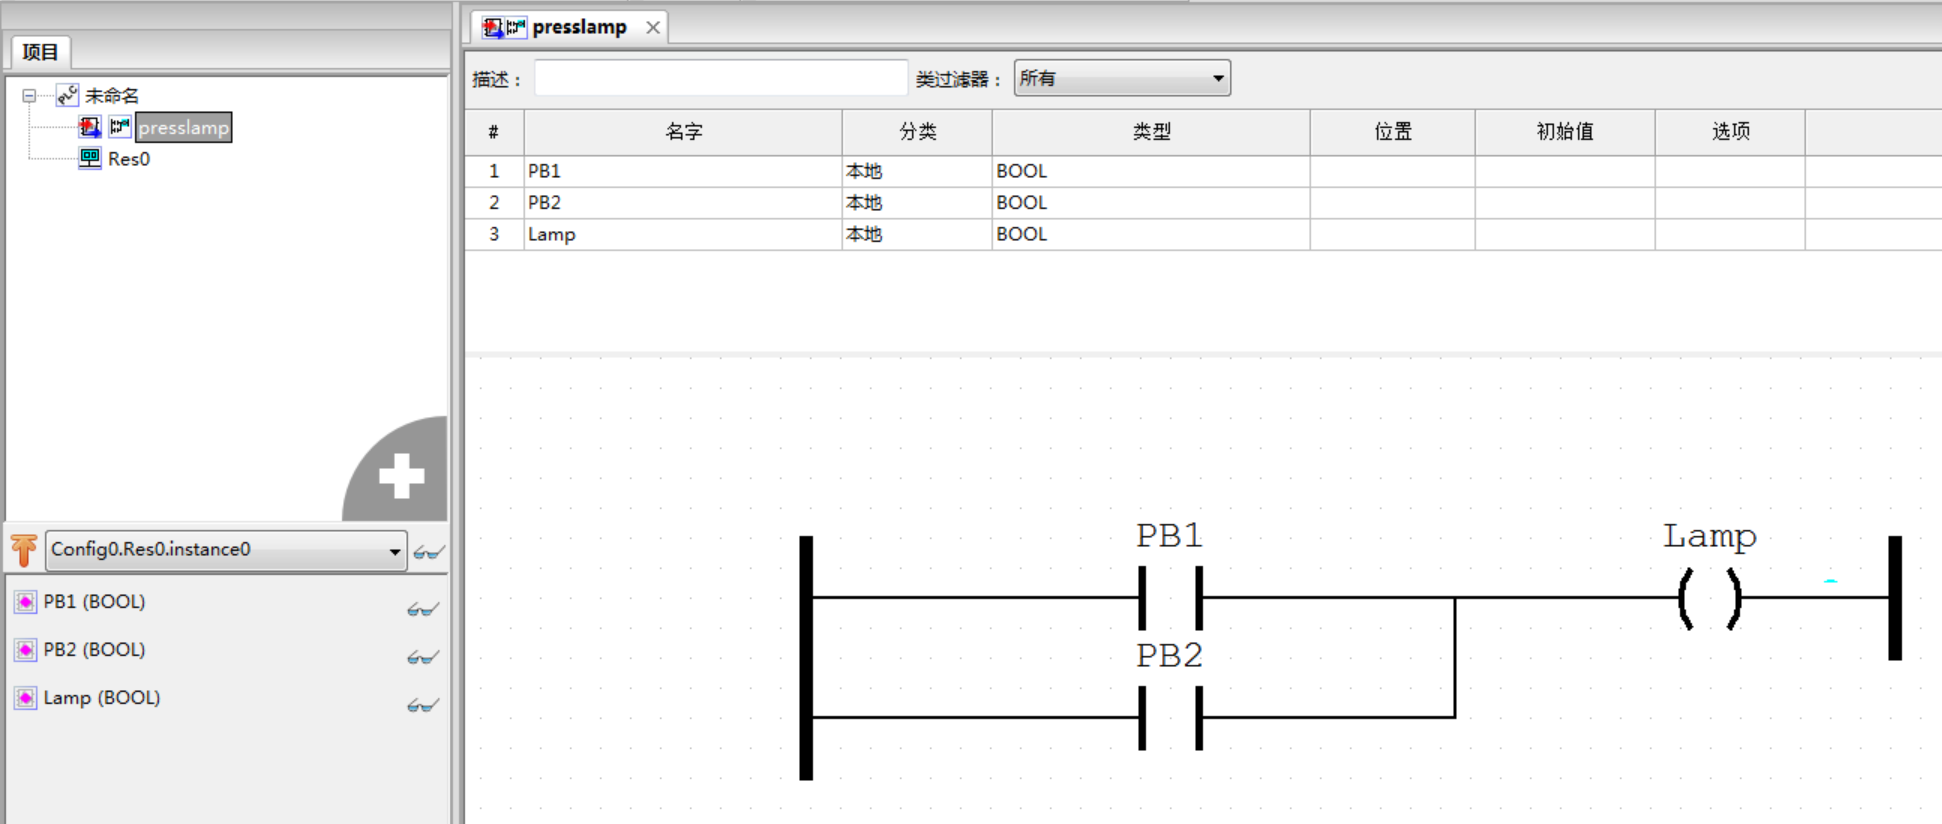 项目
未命名
presslamp
Res0
Config0.Res0.instance0
PB1 (BOOL)
PB2 (BOOL)
Lamp (BOOL)
presslamp
描述： 类过滤器： 所有
# 名字 分类 类型 位置 初始值 选项
1 PB1 本地 BOOL
2 PB2 本地 BOOL
3 Lamp 本地 BOOL
PB1 Lamp
PB2